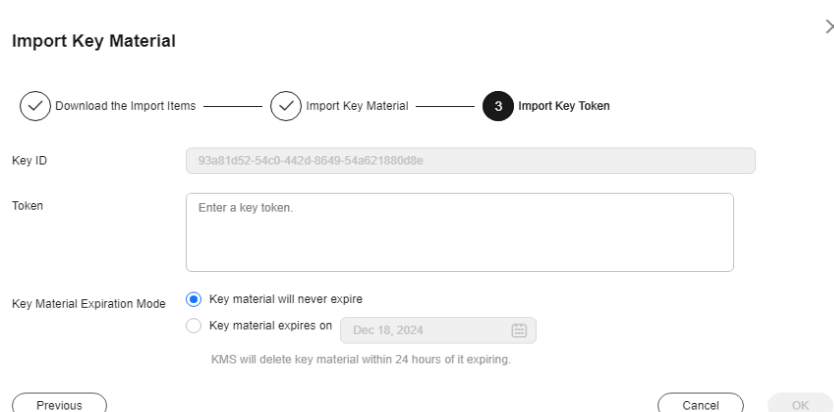 Import Key Material
Download the Import Items
Import Key Material
3 Import Key Token
Key ID
93a81d52-54c0-442d-8649-54a621880d8e
Token
Enter a key token.
Key Material Expiration Mode
Key material will never expire
Key material expires on
Dec 18, 2024
KMS will delete key material within 24 hours of it expiring.
Previous
Cancel
OK